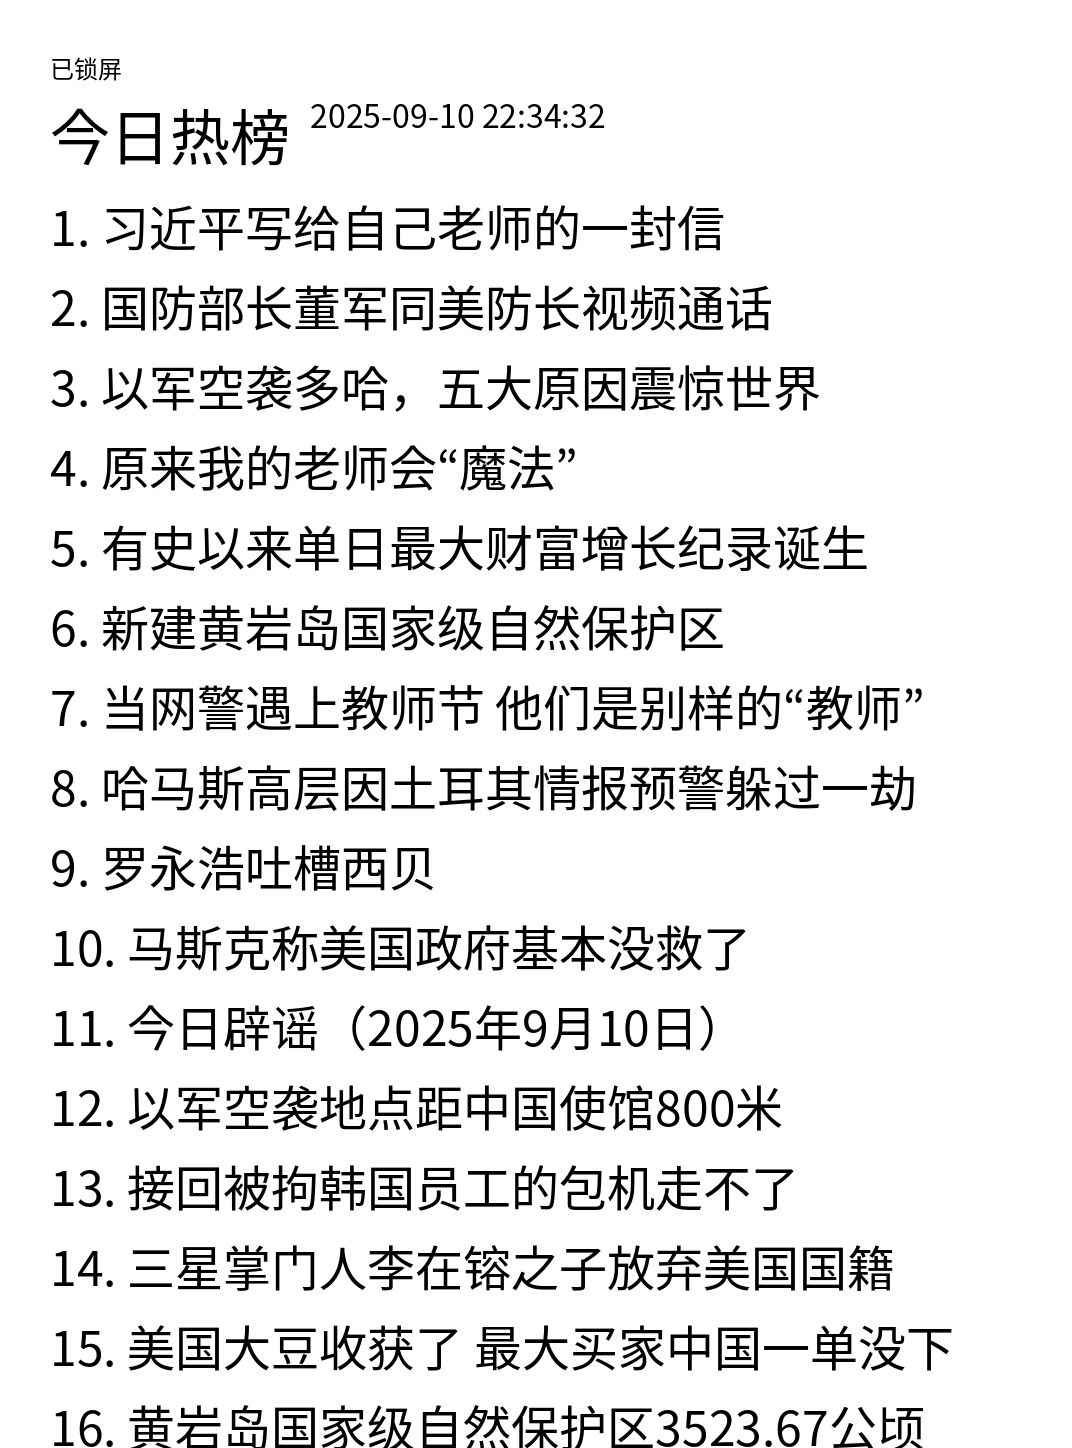 已锁屏
今日热榜 2025-09-10 22:34:32
1. 习近平写给自己老师的一封信
2. 国防部长董军同美防长视频通话
3. 以军空袭多哈，五大原因震惊世界
4. 原来我的老师会“魔法”
5. 有史以来单日最大财富增长纪录诞生
6. 新建黄岩岛国家级自然保护区
7. 当网警遇上教师节 他们是别样的“教师”
8. 哈马斯高层因土耳其情报预警躲过一劫
9. 罗永浩吐槽西贝
10. 马斯克称美国政府基本没救了
11. 今日辟谣（2025年9月10日）
12. 以军空袭地点距中国使馆800米
13. 接回被拘韩国员工的包机走不了
14. 三星掌门人李在镕之子放弃美国国籍
15. 美国大豆收获了 最大买家中国一单没下
16. 黄岩岛国家级自然保护区3523.67公顷